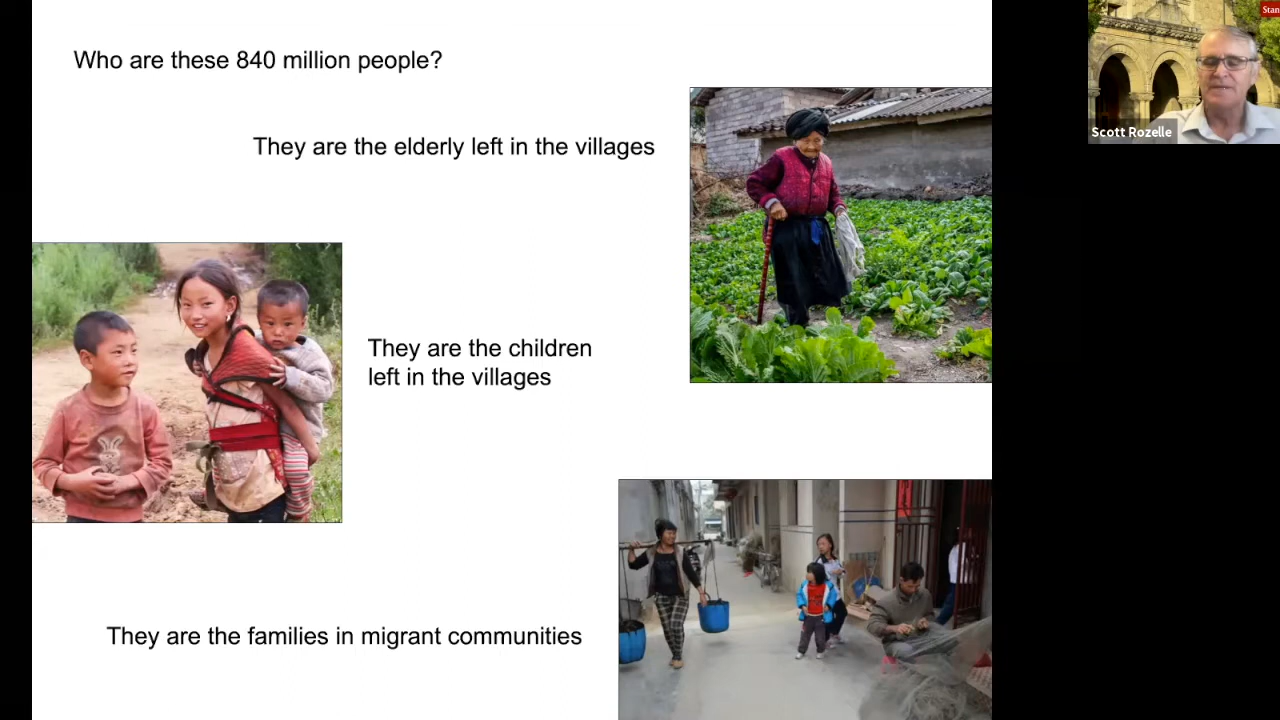 Who are these 840 million people?
They are the elderly left in the villages
They are the children
left in the villages
They are the families in migrant communities
Stan
Scott Rozelle